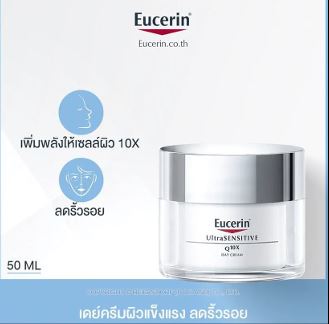 Eucerin
Eucerin.co.th
เพิ่มพลังให้เซลล์ผิว 10X
ลดริ้วรอย
50 ML
Eucerin
UltraSENSITIVE
Q10X
DAY CREAM
เดย์ครีมผิวแข็งแรง ลดริ้วรอย